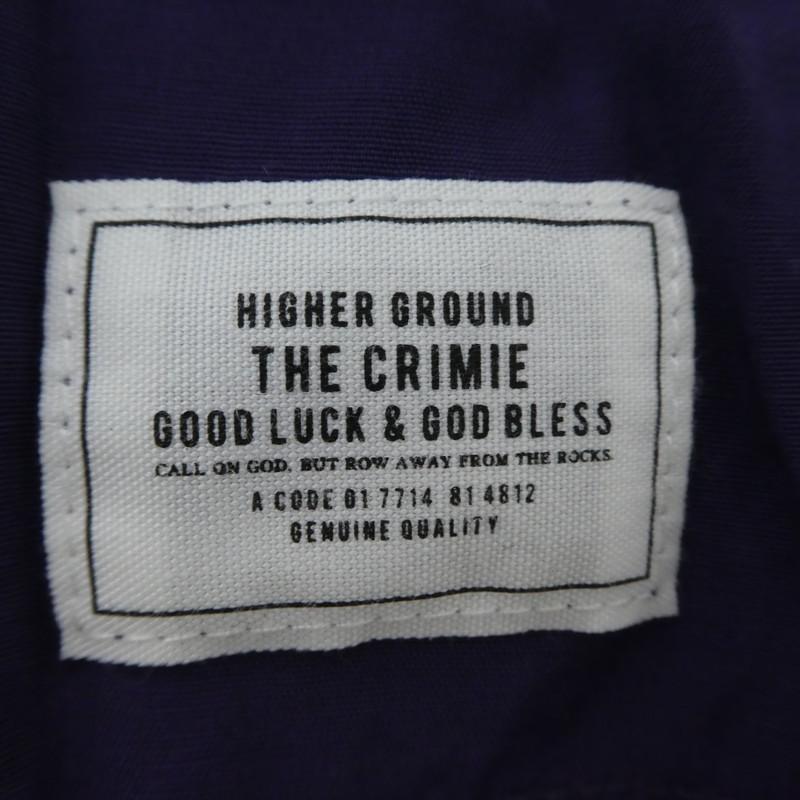 HIGHER GROUND
THE CRIMIE
GOOD LUCK & GOD BLESS
CALL ON GOD, BUT ROW AWAY FROM THE ROCKS.
A CODE 01 7714 81 4812
GENUINE QUALITY